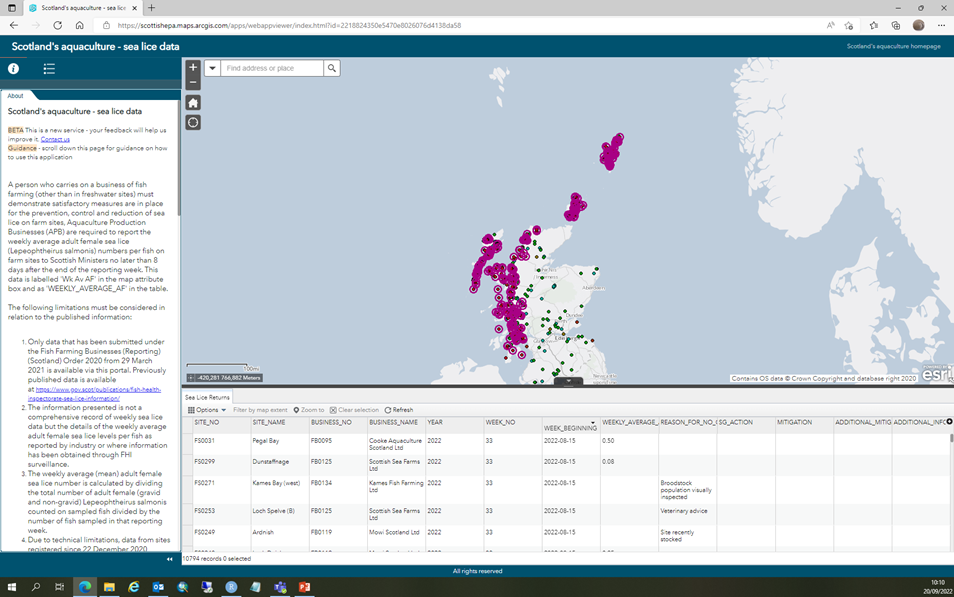 Scotland's aquaculture - sea lice data
https://scottishepa.maps.arcgis.com/apps/webappviewer/index.html?id=2218824350e5470e8026076d4138da58
Scotland's aquaculture - sea lice data
Scotland's aquaculture homepage
Find address or place
About
Scotland's aquaculture - sea lice data
BETA This is a new service - your feedback will help us
improve it. Contact us
Guidance - scroll down this page for guidance on how
to use this application
A person who carries on a business of fish
farming (other than in freshwater sites) must
demonstrate satisfactory measures are in place
for the prevention, control and reduction of sea
lice on farm sites, Aquaculture Production
Businesses (APB) are required to report the
weekly average adult female sea lice
(Lepeophtheirus salmonis) numbers per fish on
farm sites to Scottish Ministers no later than 8
days after the end of the reporting week. This
data is labelled 'Wk Av AF' in the map attribute
box and as 'WEEKLY_AVERAGE_AF' in the table.
The following limitations must be considered in
relation to the published information:
1. Only data that has been submitted under
the Fish Farming Businesses (Reporting)
(Scotland) Order 2020 from 29 March
2021 is available via this portal. Previously
published data is available
at https://www.gov.scot/publications/fish-health-
inspectorate-sea-lice-information/
2. The information presented is not a
comprehensive record of weekly sea lice
data but the details of the weekly average
adult female sea lice levels per fish as
reported by industry or where information
has been obtained through FHI
surveillance.
3. The weekly average (mean) adult female
sea lice number is calculated by dividing
the total number of adult female (gravid
and non-gravid) Lepeophtheirus salmonis
counted on sampled fish divided by the
number of fish sampled in that reporting
week.
4. Due to technical limitations, data from sites
registered since 22 December 2020
100mi
-420,281 766,882 Meters
Contains OS data © Crown Copyright and database right 2020
POWERED BY
esri
Sea Lice Returns
Options Filter by map extent Zoom to Clear selection Refresh
SITE_NO SITE_NAME BUSINESS_NO BUSINESS_NAME YEAR WEEK_NO WEEK_BEGINNING WEEKLY_AVERAGE_ REASON_FOR_NO_ SG_ACTION MITIGATION ADDITIONAL_MITIG ADDITIONAL_INFO
FS0031 Pegal Bay FB0095 Cooke Aquaculture Scotland Ltd 2022 33 2022-08-15 0.50
FS0299 Dunstaffnage FB0125 Scottish Sea Farms Ltd 2022 33 2022-08-15 0.08
FS0271 Kames Bay (west) FB0134 Kames Fish Farming Ltd 2022 33 2022-08-15 Broodstock population visually inspected
FS0253 Loch Spelve (B) FB0125 Scottish Sea Farms Ltd 2022 33 2022-08-15 Veterinary advice
FS0249 Ardnish FB0119 Mowi Scotland Ltd 2022 33 2022-08-15 Site recently stocked
10794 records 0 selected
All rights reserved
10:10
20/09/2022